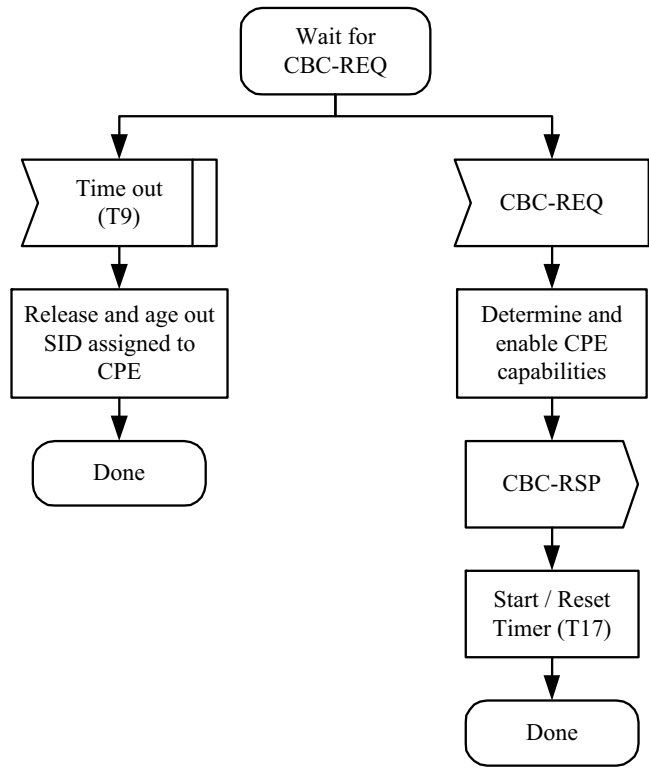 Wait for
CBC-REQ
Time out
(T9)
CBC-REQ
Release and age out
SID assigned to
CPE
Determine and
enable CPE
capabilities
Done
CBC-RSP
Start / Reset
Timer (T17)
Done